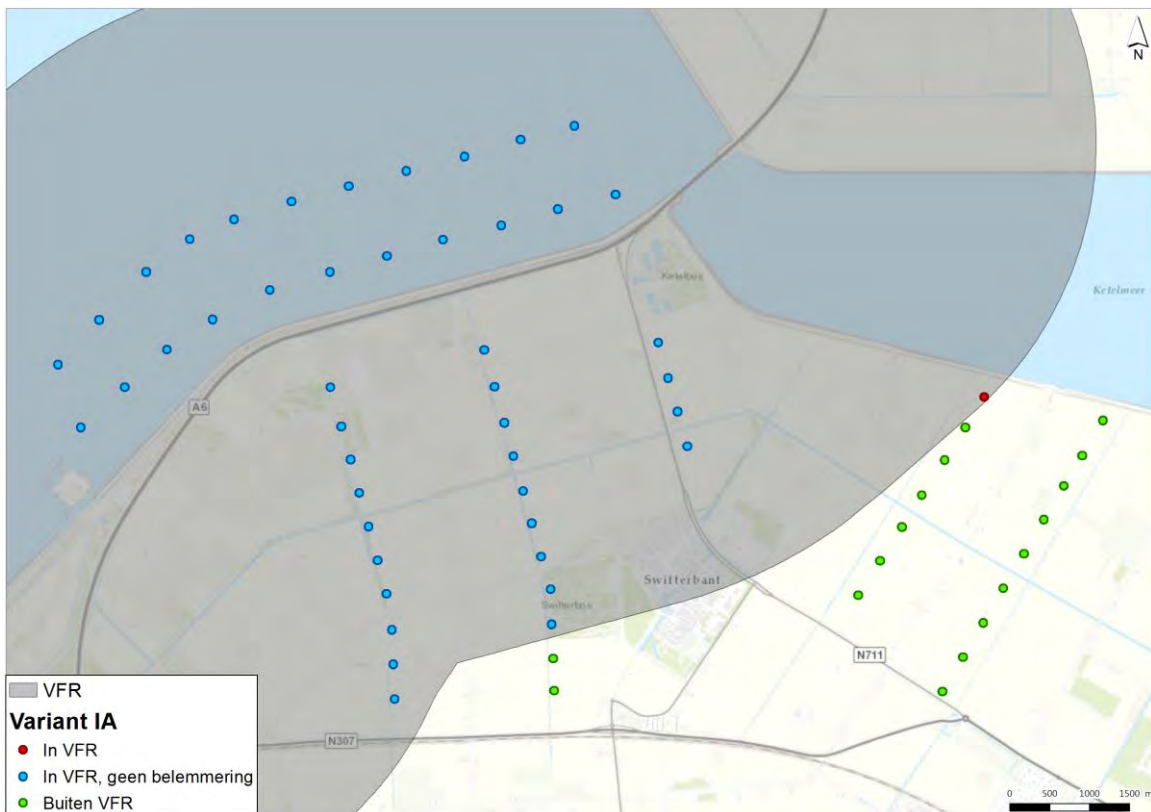 N
Ketelbos
Ketelmeer
A6
Swifterbant
Swifterbos
N711
N307
VFR
Variant IA
In VFR
In VFR, geen belemmering
Buiten VFR
0 500 1000 1500 m